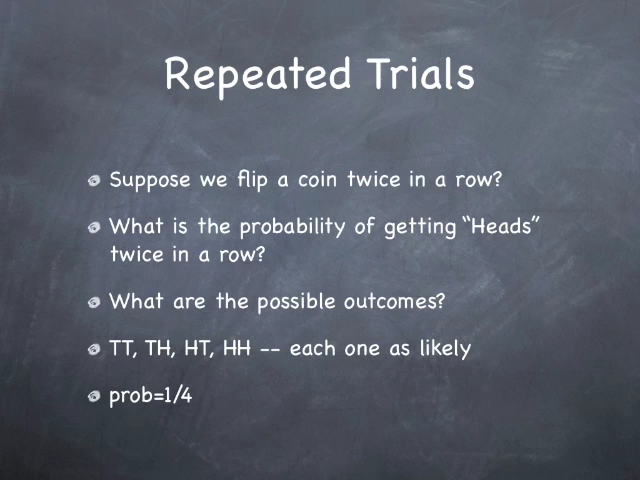 Repeated Trials
Suppose we flip a coin twice in a row?
What is the probability of getting “Heads”
twice in a row?
What are the possible outcomes?
TT, TH, HT, HH -- each one as likely
prob=1/4